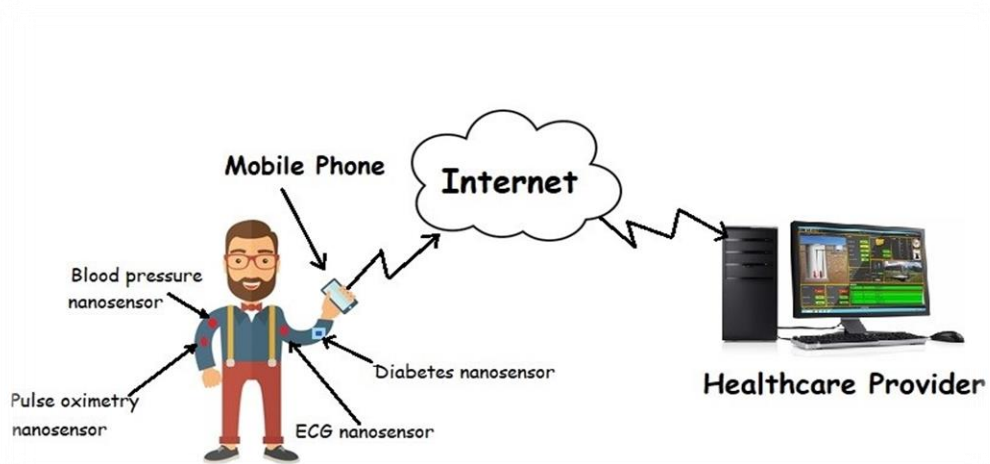 Mobile Phone
Internet
Blood pressure
nanosensor
Diabetes nanosensor
Pulse oximetry
nanosensor
ECG nanosensor
Healthcare Provider